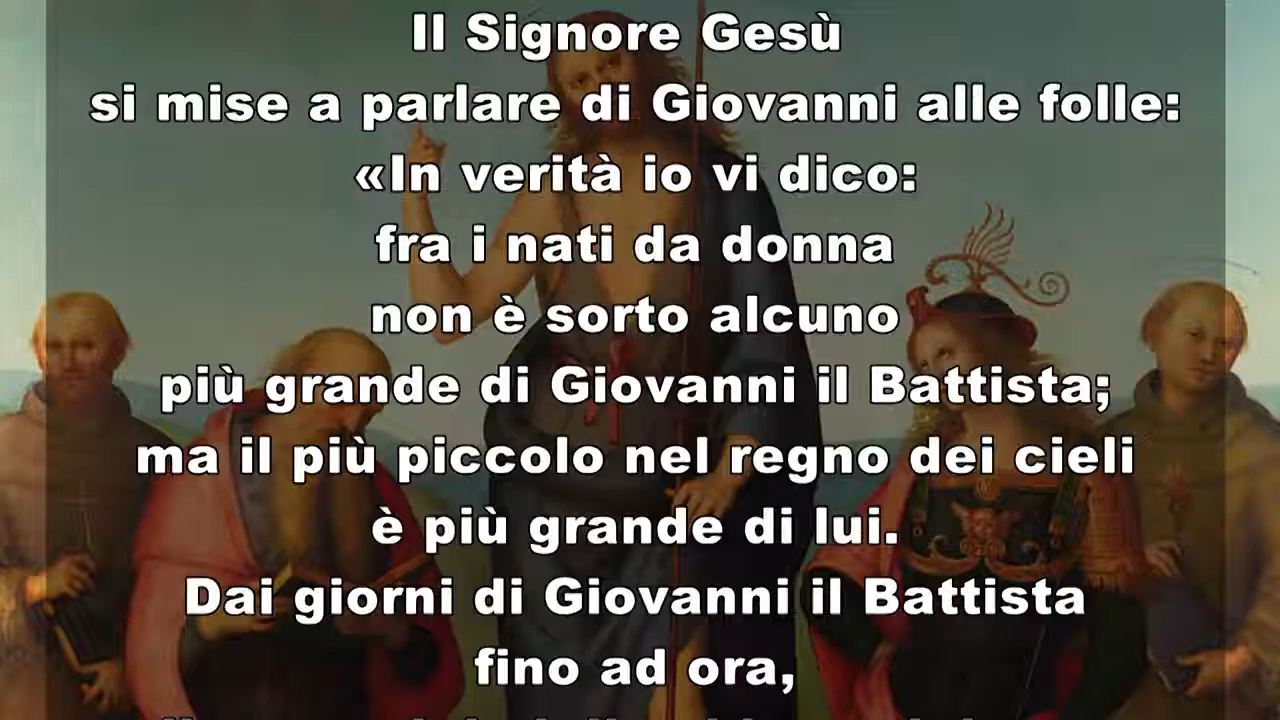 Il Signore Gesù
si mise a parlare di Giovanni alle folle:
«In verità io vi dico:
fra i nati da donna
non è sorto alcuno
più grande di Giovanni il Battista;
ma il più piccolo nel regno dei cieli
è più grande di lui.
Dai giorni di Giovanni il Battista
fino ad ora,